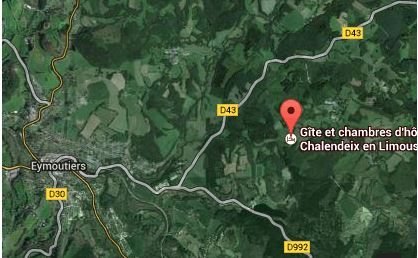 D43
D43
Gîte et chambres d'hô
Chalendeix en Limous
Eymoutiers
D30
D992